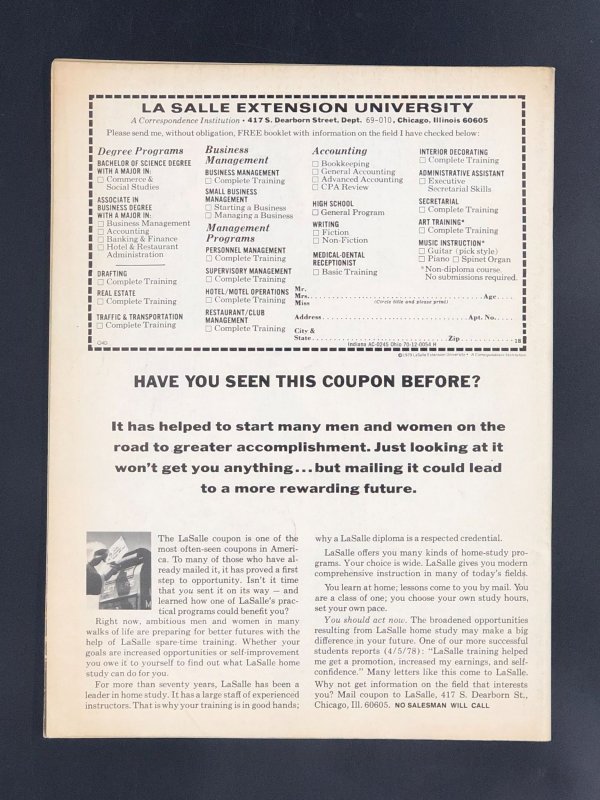 LA SALLE EXTENSION UNIVERSITY
A Correspondence Institution • 417 S. Dearborn Street, Dept. 69-010, Chicago, Illinois 60605
Please send me, without obligation, FREE booklet with information on the field I have checked below:
Degree Programs
BACHELOR OF SCIENCE DEGREE
WITH A MAJOR IN:
□ Commerce &
Social Studies
ASSOCIATE IN
BUSINESS DEGREE
WITH A MAJOR IN:
□ Business Management
□ Accounting
□ Banking & Finance
□ Hotel & Restaurant
Administration
DRAFTING
□ Complete Training
REAL ESTATE
□ Complete Training
TRAFFIC & TRANSPORTATION
□ Complete Training
Business
Management
BUSINESS MANAGEMENT
□ Complete Training
SMALL BUSINESS
MANAGEMENT
□ Starting a Business
□ Managing a Business
Management
Programs
PERSONNEL MANAGEMENT
□ Complete Training
SUPERVISORY MANAGEMENT
□ Complete Training
HOTEL/MOTEL OPERATIONS
□ Complete Training
RESTAURANT/CLUB
MANAGEMENT
□ Complete Training
Accounting
□ Bookkeeping
□ General Accounting
□ Advanced Accounting
□ CPA Review
HIGH SCHOOL
□ General Program
WRITING
□ Fiction
□ Non-Fiction
MEDICAL-DENTAL
RECEPTIONIST
□ Basic Training
INTERIOR DECORATING
□ Complete Training
ADMINISTRATIVE ASSISTANT
□ Executive
Secretarial Skills
SECRETARIAL
□ Complete Training
ART TRAINING*
□ Complete Training
MUSIC INSTRUCTION*
□ Guitar (pick style)
□ Piano □ Spinet Organ
*Non-diploma course.
No submissions required.
Mr.
Mrs. Age
Miss (Circle title and please print)
Address Apt. No.
City &
State Zip 18
Indiana AC-0245 Ohio 70-12-0054 H
© 1979 LaSalle Extension University • A Correspondence Institution
HAVE YOU SEEN THIS COUPON BEFORE?
It has helped to start many men and women on the
road to greater accomplishment. Just looking at it
won't get you anything...but mailing it could lead
to a more rewarding future.
The LaSalle coupon is one of the
most often-seen coupons in Ameri-
ca. To many of those who have al-
ready mailed it, it has proved a first
step to opportunity. Isn't it time
that you sent it on its way – and
learned how one of LaSalle's prac-
tical programs could benefit you?
Right now, ambitious men and women in many
walks of life are preparing for better futures with the
help of LaSalle spare-time training. Whether your
goals are increased opportunities or self-improvement
you owe it to yourself to find out what LaSalle home
study can do for you.
For more than seventy years, LaSalle has been a
leader in home study. It has a large staff of experienced
instructors. That is why your training is in good hands;
why a LaSalle diploma is a respected credential.
LaSalle offers you many kinds of home-study pro-
grams. Your choice is wide. LaSalle gives you modern
comprehensive instruction in many of today's fields.
You learn at home; lessons come to you by mail. You
are a class of one; you choose your own study hours,
set your own pace.
You should act now. The broadened opportunities
resulting from LaSalle home study may make a big
difference in your future. One of our more successful
students reports (4/5/78): "LaSalle training helped
me get a promotion, increased my earnings, and self-
confidence." Many letters like this come to LaSalle.
Why not get information on the field that interests
you? Mail coupon to LaSalle, 417 S. Dearborn St.,
Chicago, Ill. 60605. NO SALESMAN WILL CALL